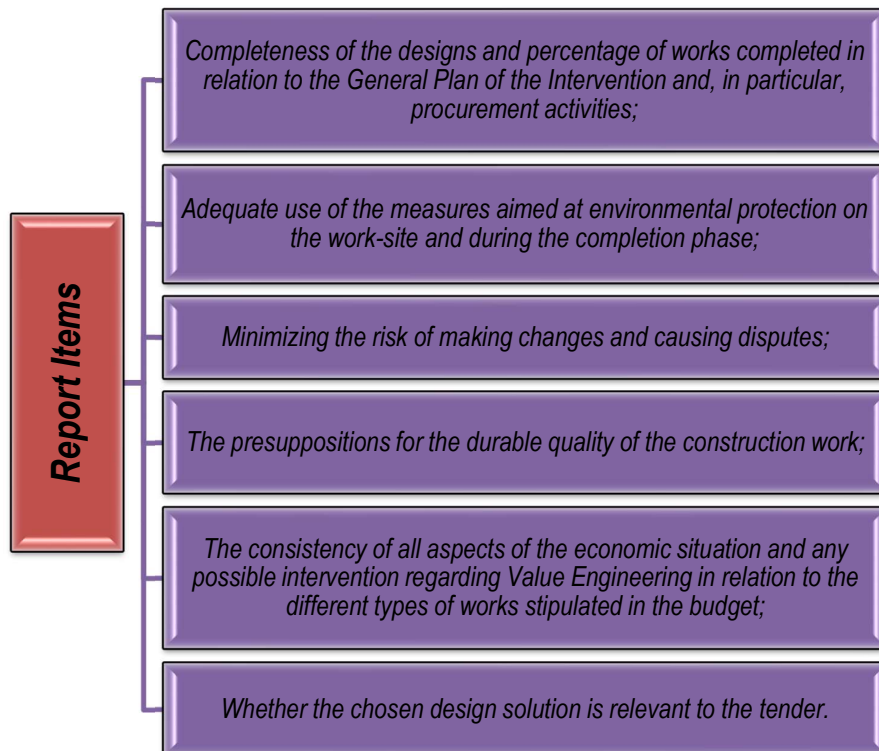 Report Items
Completeness of the designs and percentage of works completed in
relation to the General Plan of the Intervention and, in particular,
procurement activities;
Adequate use of the measures aimed at environmental protection on
the work-site and during the completion phase;
Minimizing the risk of making changes and causing disputes;
The presuppositions for the durable quality of the construction work;
The consistency of all aspects of the economic situation and any
possible intervention regarding Value Engineering in relation to the
different types of works stipulated in the budget;
Whether the chosen design solution is relevant to the tender.